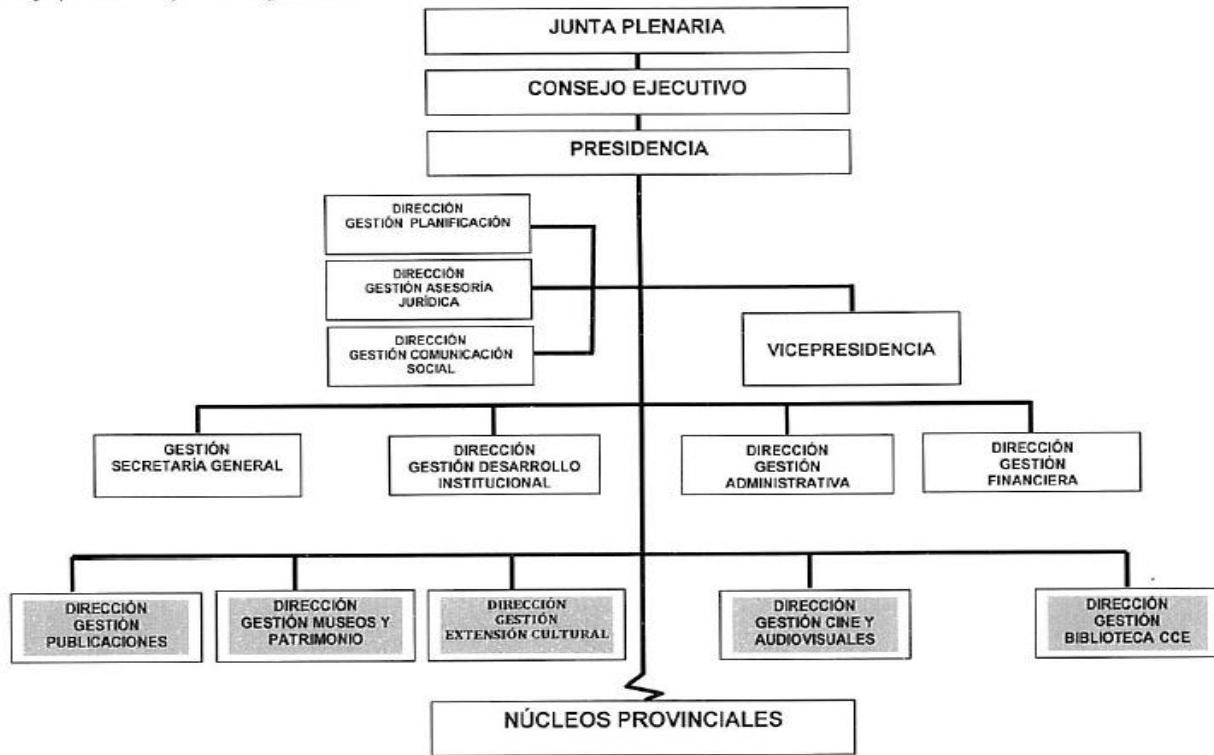 JUNTA PLENARIA
CONSEJO EJECUTIVO
PRESIDENCIA
DIRECCIÓN
GESTIÓN PLANIFICACIÓN
DIRECCIÓN
GESTIÓN ASESORÍA
JURÍDICA
DIRECCIÓN
GESTIÓN COMUNICACIÓN
SOCIAL
VICEPRESIDENCIA
GESTIÓN
SECRETARÍA GENERAL
DIRECCIÓN
GESTIÓN DESARROLLO
INSTITUCIONAL
DIRECCIÓN
GESTIÓN
ADMINISTRATIVA
DIRECCIÓN
GESTIÓN
FINANCIERA
DIRECCIÓN
GESTIÓN
PUBLICACIONES
DIRECCIÓN
GESTIÓN MUSEOS Y
PATRIMONIO
DIRECCIÓN
GESTIÓN
EXTENSIÓN CULTURAL
DIRECCIÓN
GESTIÓN CINE Y
AUDIOVISUALES
DIRECCIÓN
GESTIÓN
BIBLIOTECA CCE
NÚCLEOS PROVINCIALES